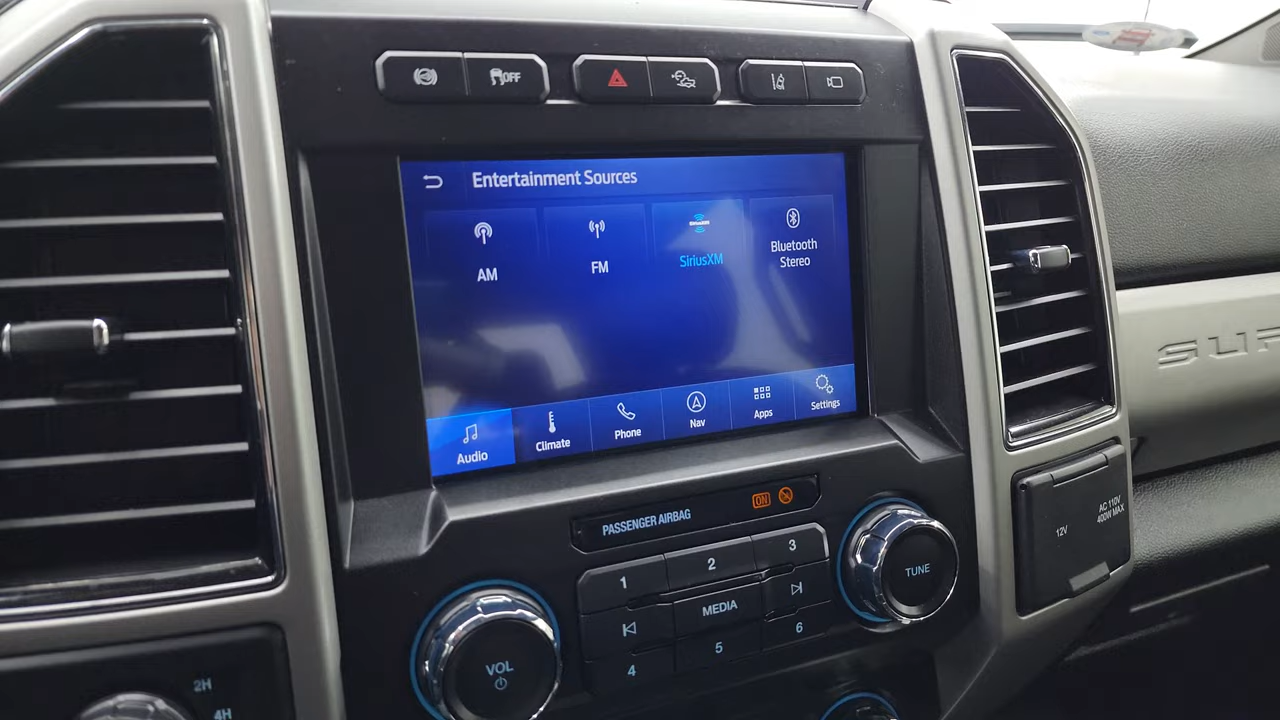 OFF
Entertainment Sources
AM
FM
SiriusXM
Bluetooth
Stereo
Audio
Climate
Phone
Nav
Apps
Settings
SUP
PASSENGER AIRBAG
ON
12V
AC 110V
400W MAX
1
2
3
MEDIA
4
5
6
VOL
TUNE
2H
4H